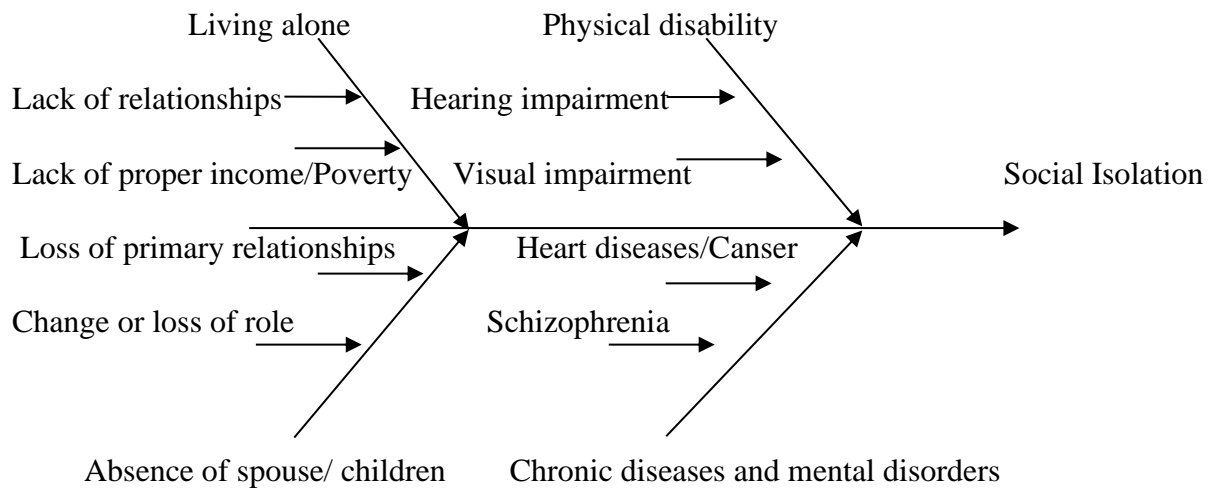 Living alone
Physical disability
Lack of relationships
Hearing impairment
Lack of proper income/Poverty
Visual impairment
Social Isolation
Loss of primary relationships
Heart diseases/Canser
Change or loss of role
Schizophrenia
Absence of spouse/ children
Chronic diseases and mental disorders